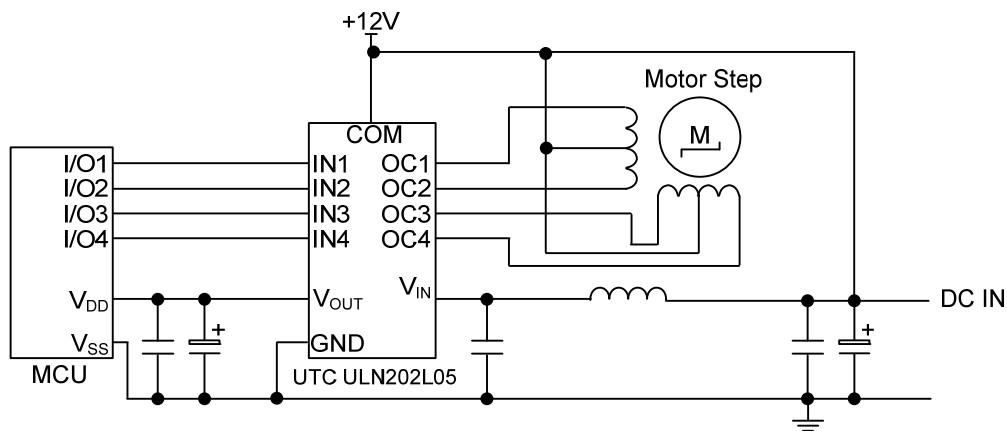 +12V
Motor Step
M
COM
I/O1
I/O2
I/O3
I/O4
IN1
IN2
IN3
IN4
OC1
OC2
OC3
OC4
VDD
VOUT
VIN
DC IN
VSS
GND
+
+
MCU
UTC ULN202L05